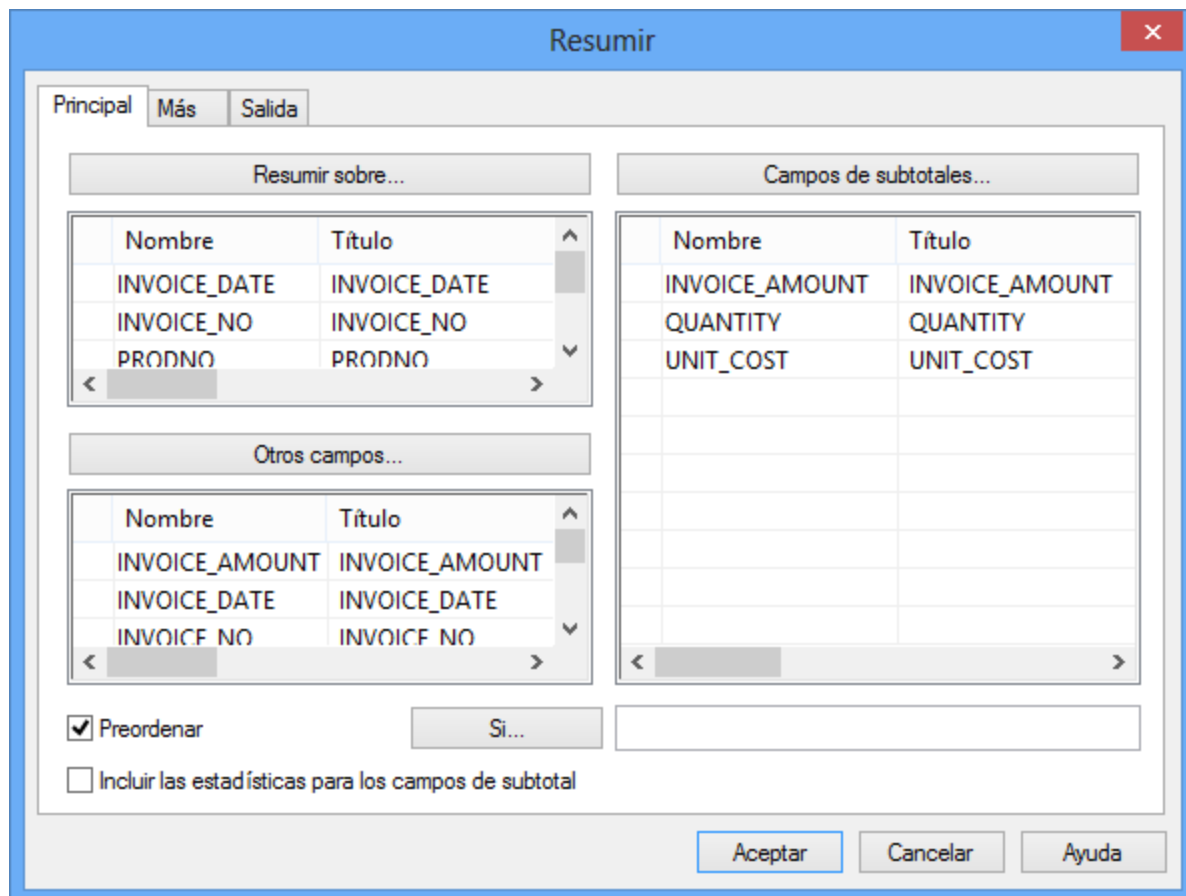 Resumir
Principal Más Salida
Resumir sobre...
Nombre Título
INVOICE_DATE INVOICE_DATE
INVOICE_NO INVOICE_NO
PRODNO PRODNO
Otros campos...
Nombre Título
INVOICE_AMOUNT INVOICE_AMOUNT
INVOICE_DATE INVOICE_DATE
INVOICE_NO INVOICE_NO
Campos de subtotales...
Nombre Título
INVOICE_AMOUNT INVOICE_AMOUNT
QUANTITY QUANTITY
UNIT_COST UNIT_COST
Preordenar Si...
Incluir las estadísticas para los campos de subtotal
Aceptar Cancelar Ayuda